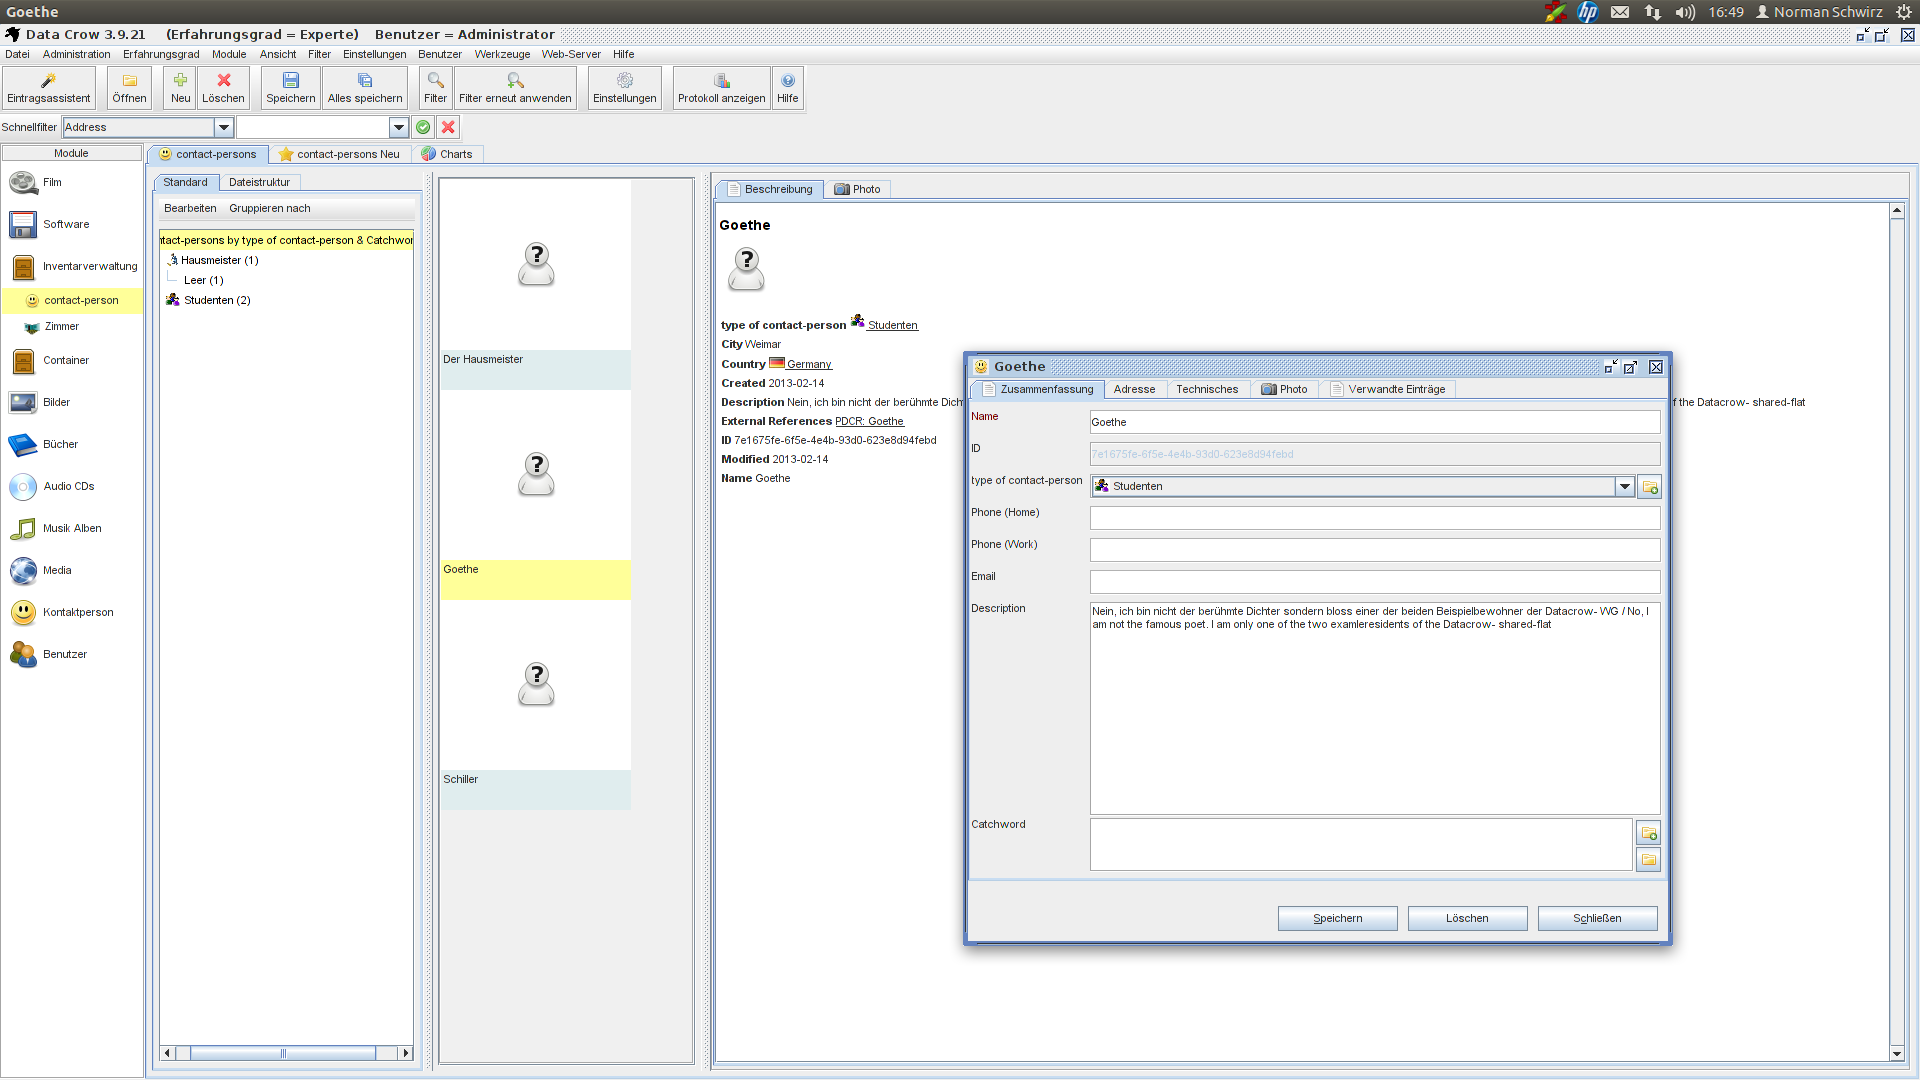 Goethe
16:49 Norman Schwirz
Data Crow 3.9.21 (Erfahrungsgrad = Experte) Benutzer = Administrator
Datei Administration Erfahrungsgrad Module Ansicht Filter Einstellungen Benutzer Werkzeuge Web-Server Hilfe
Eintragsassistent Öffnen Neu Löschen Speichern Alles speichern Filter Filter erneut anwenden Einstellungen Protokoll anzeigen Hilfe
Schnellfilter Address
Module
Film
Software
Inventarverwaltung
contact-person
Zimmer
Container
Bilder
Bücher
Audio CDs
Musik Alben
Media
Kontaktperson
Benutzer
contact-persons contact-persons Neu Charts
Standard Dateistruktur
Bearbeiten Gruppieren nach
ntact-persons by type of contact-person & Catchwor
Hausmeister (1)
Leer (1)
Studenten (2)
?
Der Hausmeister
?
Goethe
?
Schiller
Beschreibung Photo
Goethe
?
type of contact-person Studenten
City Weimar
Country Germany
Created 2013-02-14
Description Nein, ich bin nicht der berühmte Dich f the Datacrow- shared-flat
External References PDCR: Goethe
ID 7e1675fe-6f5e-4e4b-93d0-623e8d94febd
Modified 2013-02-14
Name Goethe
Goethe
Zusammenfassung Adresse Technisches Photo Verwandte Einträge
Name Goethe
ID 7e1675fe-6f5e-4e4b-93d0-623e8d94febd
type of contact-person Studenten
Phone (Home)
Phone (Work)
Email
Description Nein, ich bin nicht der berühmte Dichter sondern bloss einer der beiden Beispielbewohner der Datacrow- WG / No, I
am not the famous poet. I am only one of the two examleresidents of the Datacrow- shared-flat
Catchword
Speichern Löschen Schließen